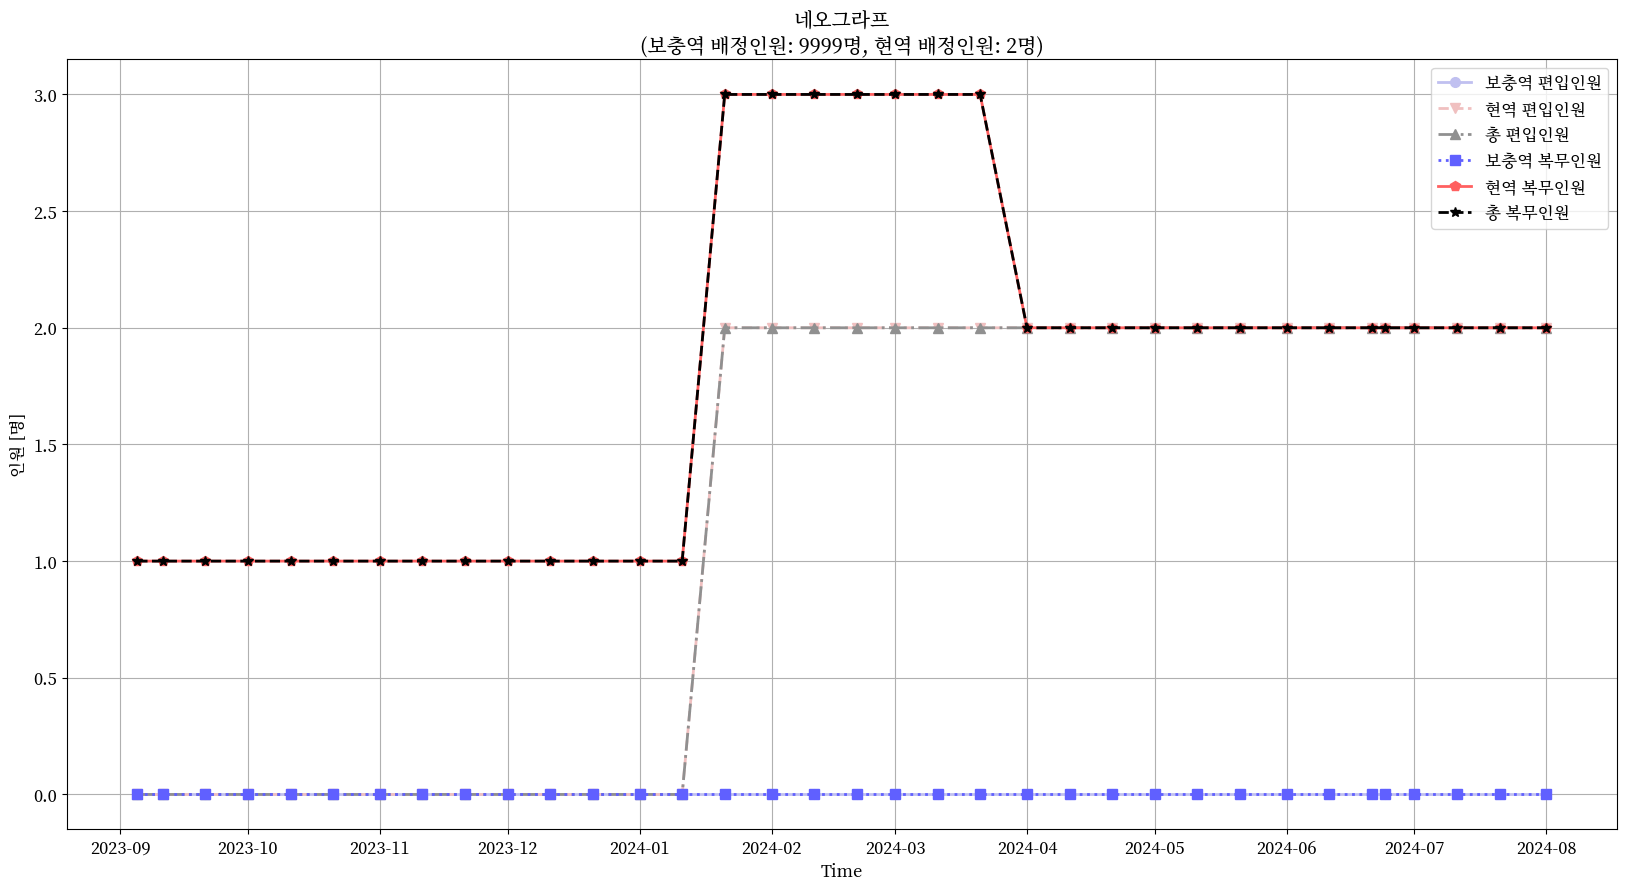 네오그라프
(보충역 배정인원: 9999명, 현역 배정인원: 2명)
보충역 편입인원
현역 편입인원
총 편입인원
보충역 복무인원
현역 복무인원
총 복무인원
인원 [명]
3.0
2.5
2.0
1.5
1.0
0.5
0.0
2023-09 2023-10 2023-11 2023-12 2024-01 2024-02 2024-03 2024-04 2024-05 2024-06 2024-07 2024-08
Time